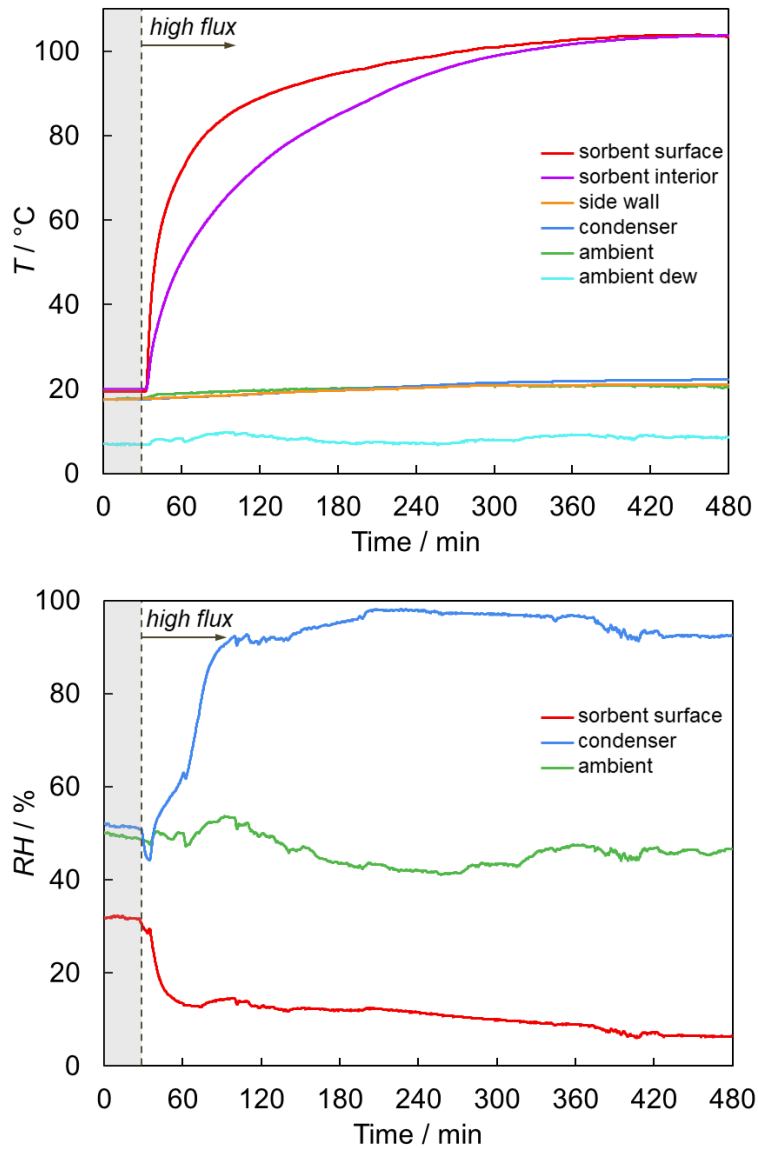 high flux
100
80
60
40
20
0
T / °C
sorbent surface
sorbent interior
side wall
condenser
ambient
ambient dew
0 60 120 180 240 300 360 420 480
Time / min
high flux
100
80
60
40
20
0
RH / %
sorbent surface
condenser
ambient
0 60 120 180 240 300 360 420 480
Time / min